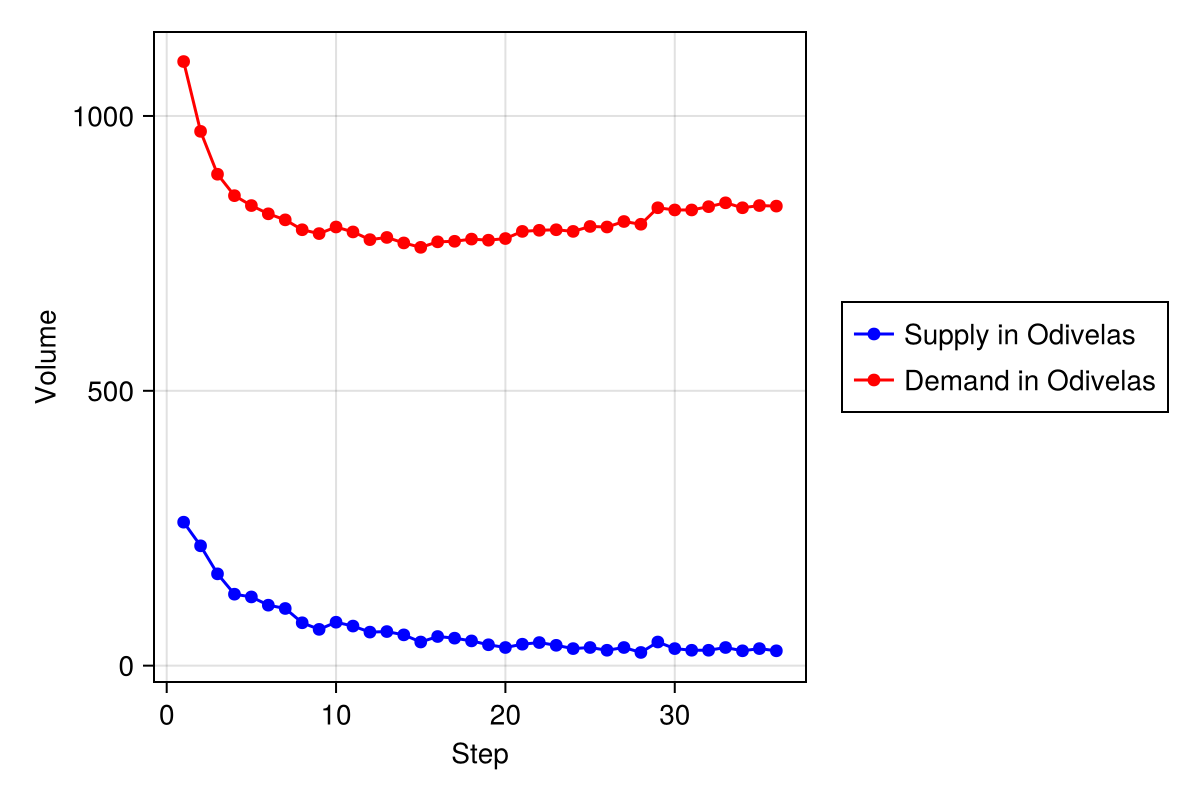 1000
500
0
Volume
0 10 20 30
Step
Supply in Odivelas
Demand in Odivelas